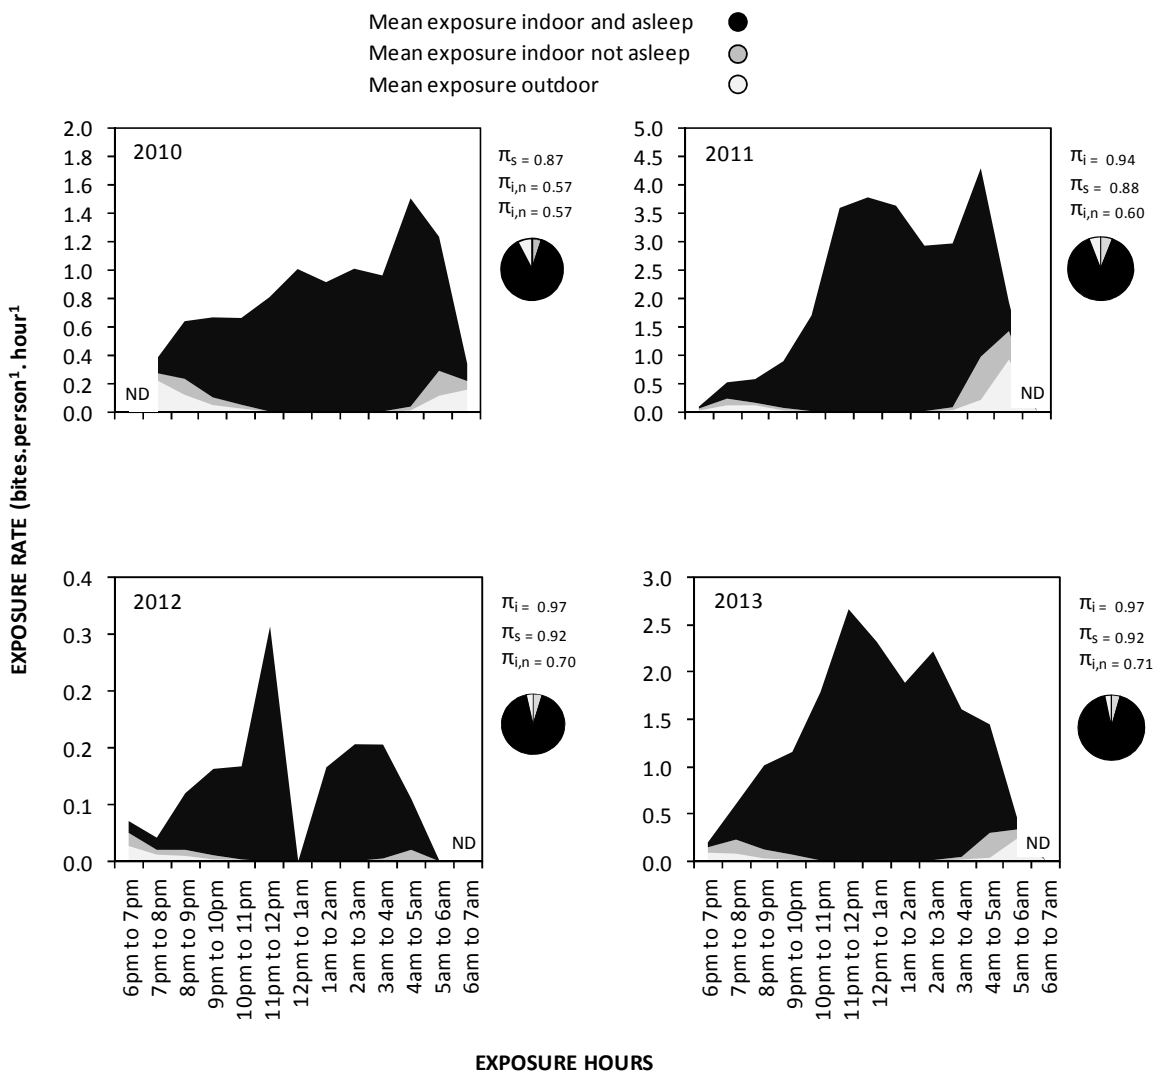 Mean exposure indoor and asleep
Mean exposure indoor not asleep
Mean exposure outdoor
EXPOSURE RATE (bites.person¹. hour¹
2.0
1.8
1.6
1.4
1.2
1.0
0.8
0.6
0.4
0.2
0.0
2010
ND
πs = 0.87
πi,n = 0.57
πi,n = 0.57
5.0
4.5
4.0
3.5
3.0
2.5
2.0
1.5
1.0
0.5
0.0
2011
ND
πi = 0.94
πs = 0.88
πi,n = 0.60
0.4
0.3
0.2
0.2
0.1
0.0
2012
ND
πi = 0.97
πs = 0.92
πi,n = 0.70
6pm to 7pm
7pm to 8pm
8pm to 9pm
9pm to 10pm
10pm to 11pm
11pm to 12pm
12pm to 1am
1am to 2am
2am to 3am
3am to 4am
4am to 5am
5am to 6am
6am to 7am
3.0
2.5
2.0
1.5
1.0
0.5
0.0
2013
ND
πi = 0.97
πs = 0.92
πi,n = 0.71
6pm to 7pm
7pm to 8pm
8pm to 9pm
9pm to 10pm
10pm to 11pm
11pm to 12pm
12pm to 1am
1am to 2am
2am to 3am
3am to 4am
4am to 5am
5am to 6am
6am to 7am
EXPOSURE HOURS